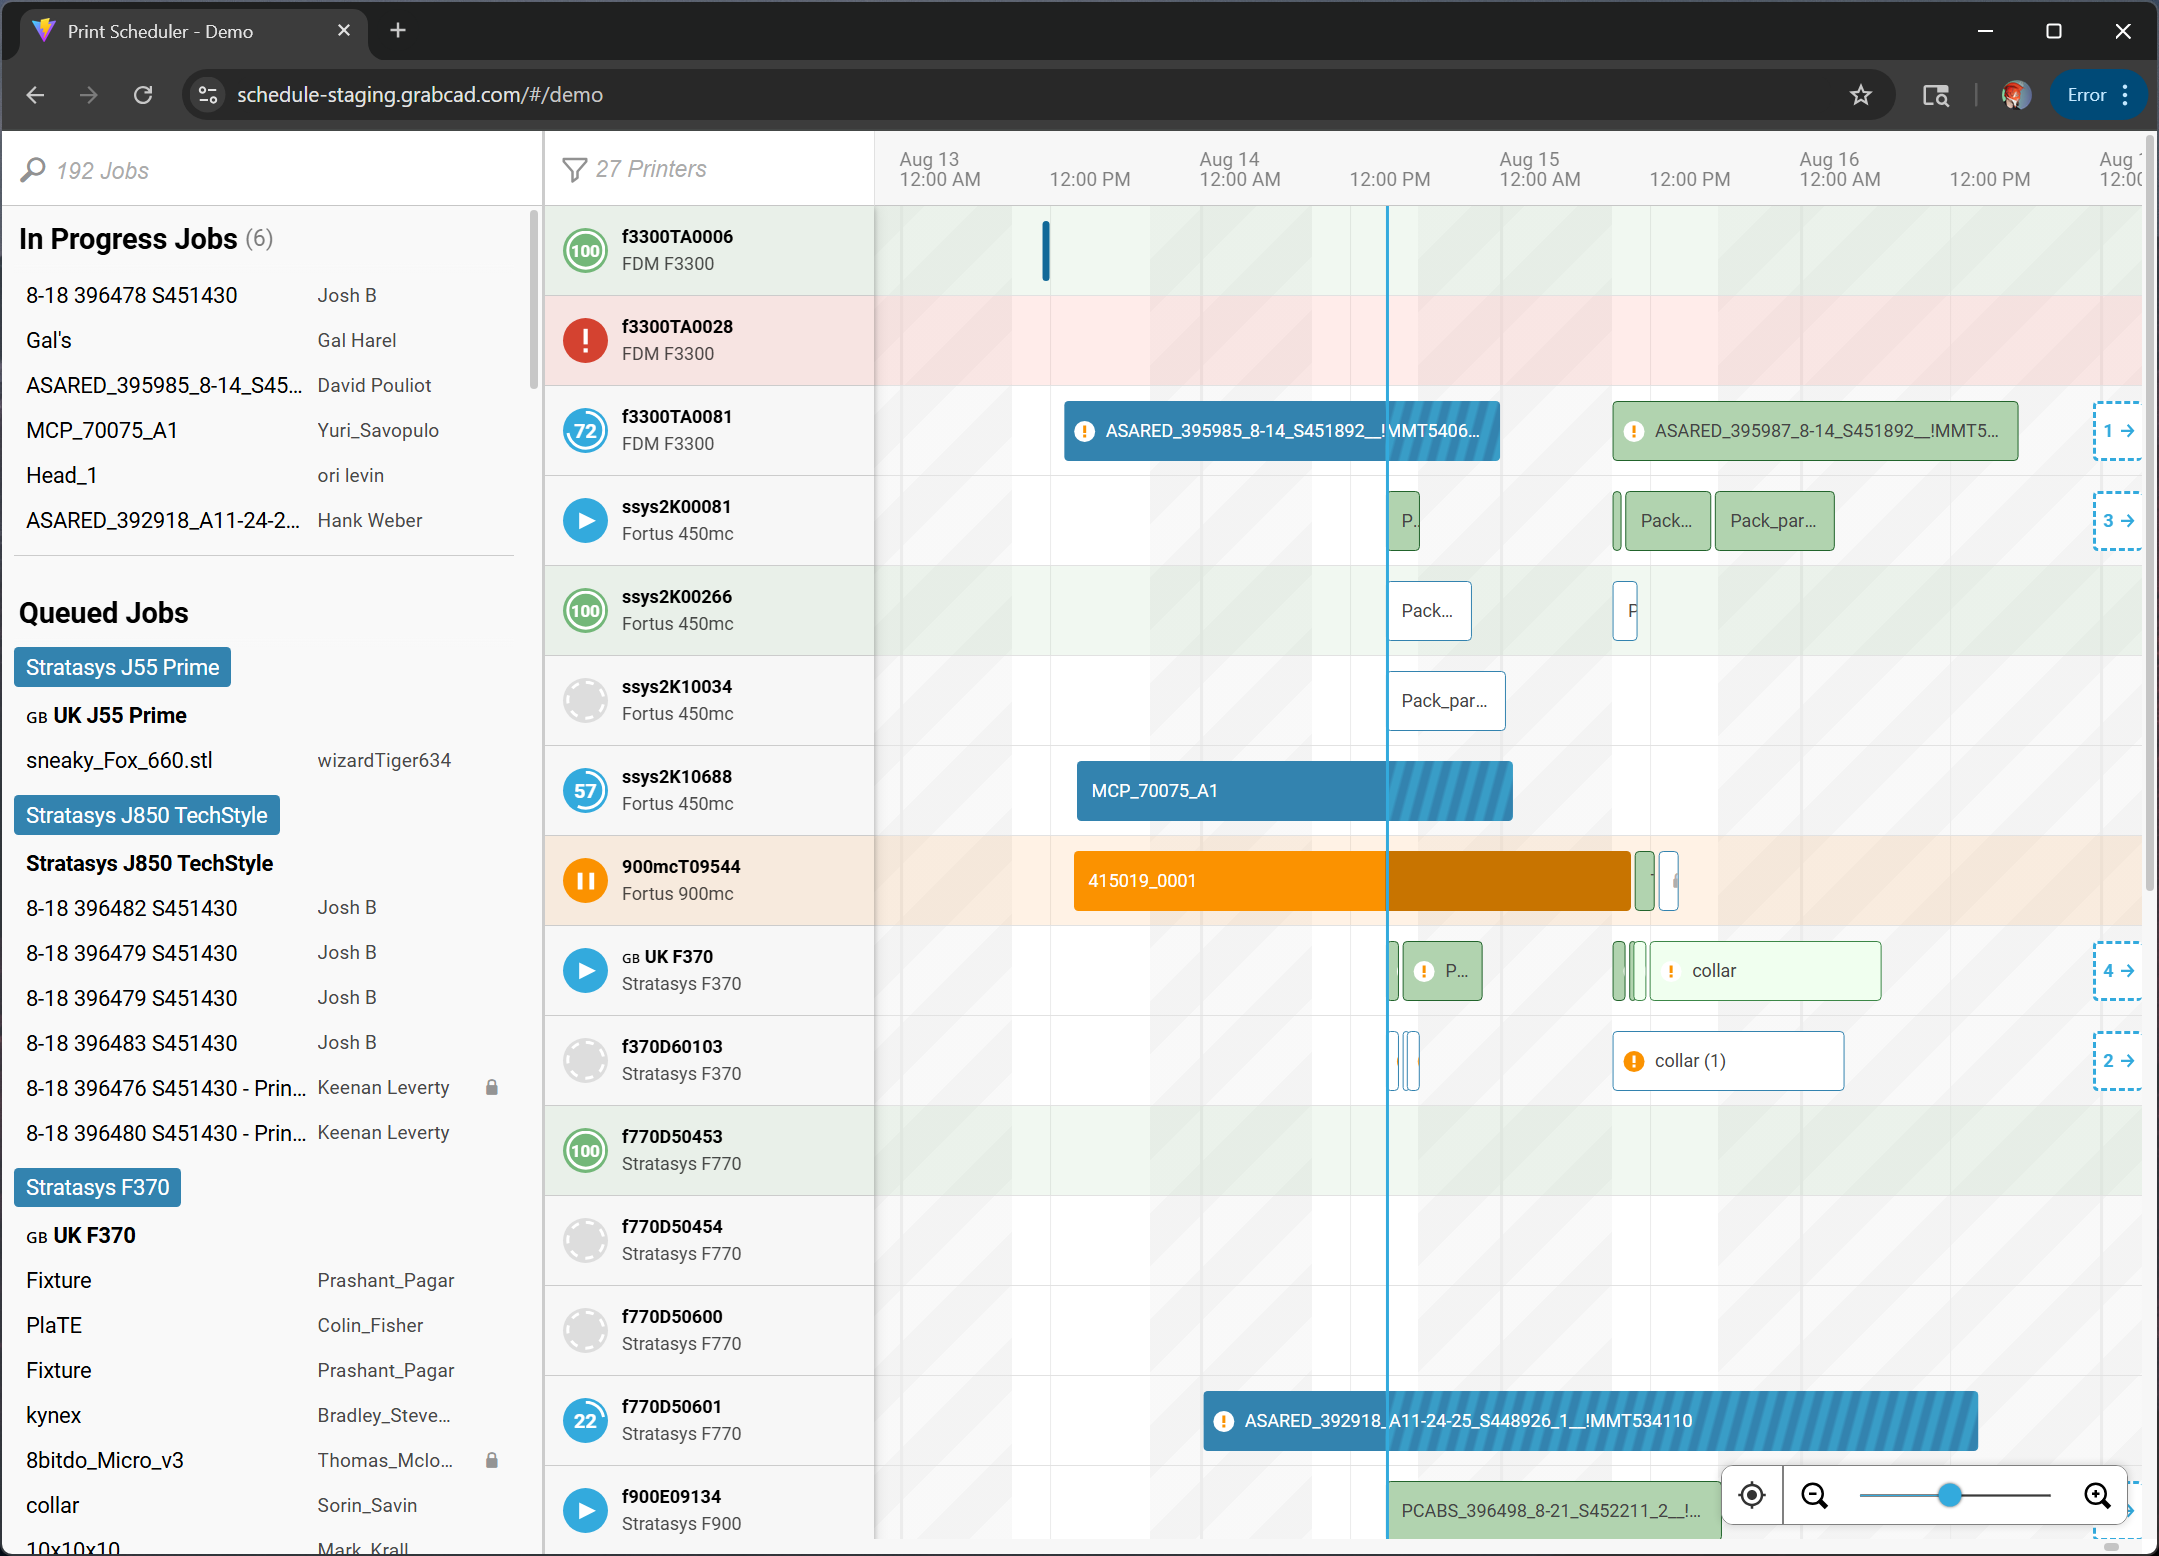 Print Scheduler - Demo
schedule-staging.grabcad.com/#/demo
Error
192 Jobs
In Progress Jobs (6)
8-18 396478 S451430 Josh B
Gal's Gal Harel
ASARED_395985_8-14_S45... David Pouliot
MCP_70075_A1 Yuri_Savopulo
Head_1 ori levin
ASARED_392918_A11-24-2... Hank Weber
Queued Jobs
Stratasys J55 Prime
GB UK J55 Prime
sneaky_Fox_660.stl wizardTiger634
Stratasys J850 TechStyle
Stratasys J850 TechStyle
8-18 396482 S451430 Josh B
8-18 396479 S451430 Josh B
8-18 396479 S451430 Josh B
8-18 396483 S451430 Josh B
8-18 396476 S451430 - Prin... Keenan Leverty
8-18 396480 S451430 - Prin... Keenan Leverty
Stratasys F370
GB UK F370
Fixture Prashant_Pagar
PlaTE Colin_Fisher
Fixture Prashant_Pagar
kynex Bradley_Steve...
8bitdo_Micro_v3 Thomas_Mclo...
collar Sorin_Savin
10x10x10 Mark_Krall
27 Printers
Aug 13 Aug 14 Aug 15 Aug 16 Aug
12:00 AM 12:00 PM 12:00 AM 12:00 PM 12:00 AM 12:00 PM 12:00 AM 12:00 PM 12:00
100 f3300TA0006
FDM F3300
f3300TA0028
FDM F3300
72 f3300TA0081
FDM F3300
ASARED_395985_8-14_S451892__!MMT5406... ASARED_395987_8-14_S451892__!MMT5... 1
ssys2K00081
Fortus 450mc
P.. Pack... Pack_par... 3
100 ssys2K00266
Fortus 450mc
Pack... P
ssys2K10034
Fortus 450mc
Pack_par...
57 ssys2K10688
Fortus 450mc
MCP_70075_A1
900mcT09544
Fortus 900mc
415019_0001
GB UK F370
Stratasys F370
P... collar 4
f370D60103
Stratasys F370
collar (1) 2
100 f770D50453
Stratasys F770
f770D50454
Stratasys F770
f770D50600
Stratasys F770
22 f770D50601
Stratasys F770
ASARED_392918_A11-24-25_S448926_1__!MMT534110
f900E09134
Stratasys F900
PCABS_396498_8-21_S452211_2__!...